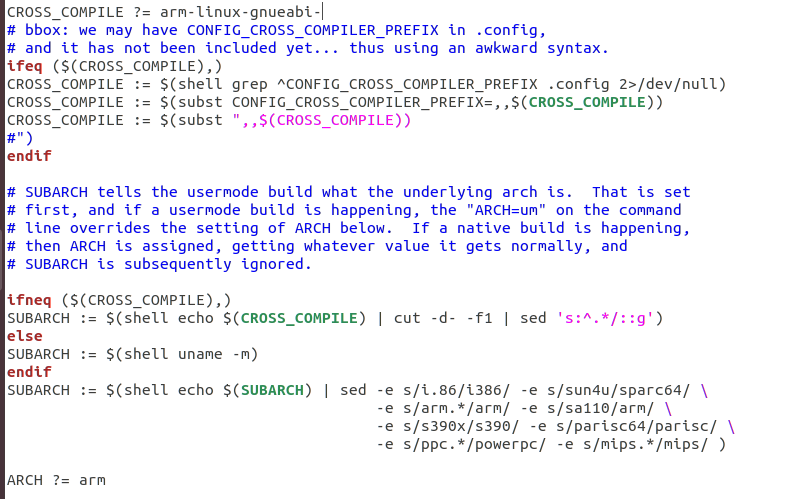 CROSS_COMPILE ?= arm-linux-gnueabi-
# bbox: we may have CONFIG_CROSS_COMPILER_PREFIX in .config,
# and it has not been included yet... thus using an awkward syntax.
ifeq ($(CROSS_COMPILE),)
CROSS_COMPILE := $(shell grep ^CONFIG_CROSS_COMPILER_PREFIX .config 2>/dev/null)
CROSS_COMPILE := $(subst CONFIG_CROSS_COMPILER_PREFIX=,,$(CROSS_COMPILE))
CROSS_COMPILE := $(subst ",,$(CROSS_COMPILE))
#")
endif

# SUBARCH tells the usermode build what the underlying arch is.  That is set
# first, and if a usermode build is happening, the "ARCH=um" on the command
# line overrides the setting of ARCH below.  If a native build is happening,
# then ARCH is assigned, getting whatever value it gets normally, and
# SUBARCH is subsequently ignored.

ifneq ($(CROSS_COMPILE),)
SUBARCH := $(shell echo $(CROSS_COMPILE) | cut -d- -f1 | sed 's:^.*/::g')
else
SUBARCH := $(shell uname -m)
endif
SUBARCH := $(shell echo $(SUBARCH) | sed -e s/i.86/i386/ -e s/sun4u/sparc64/ \
                                         -e s/arm.*/arm/ -e s/sa110/arm/ \
                                         -e s/s390x/s390/ -e s/parisc64/parisc/ \
                                         -e s/ppc.*/powerpc/ -e s/mips.*/mips/ )

ARCH ?= arm